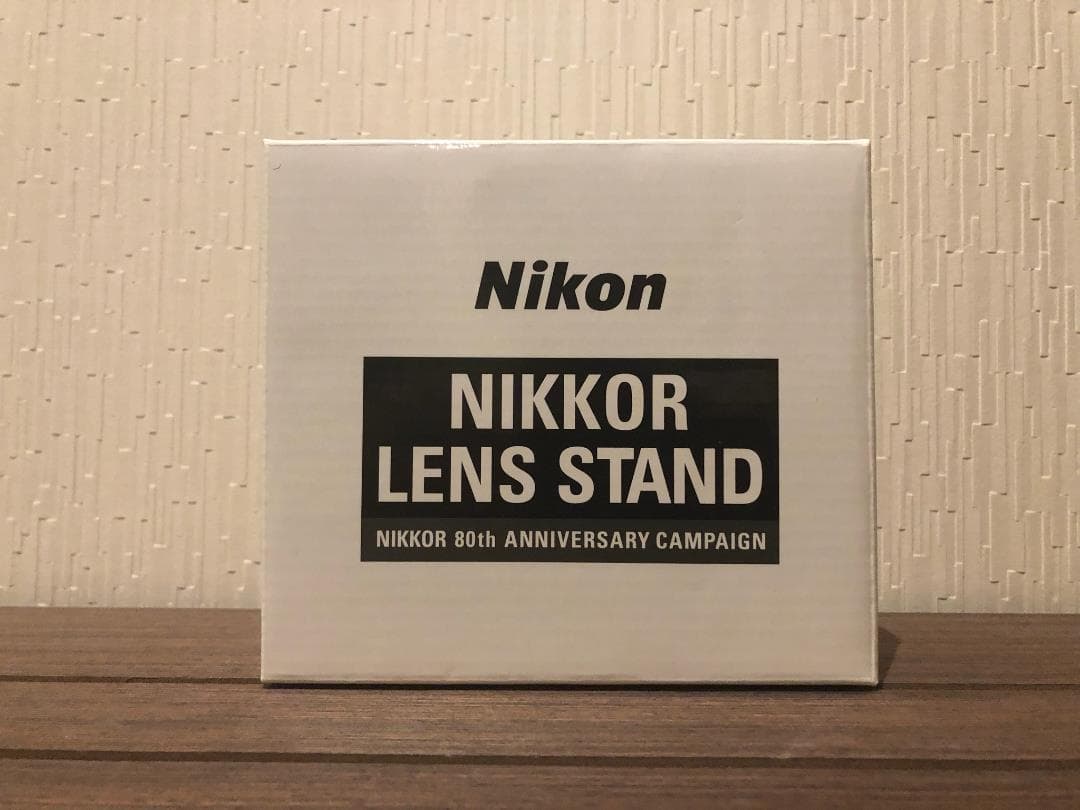 Nikon
NIKKOR
LENS STAND
NIKKOR 80th ANNIVERSARY CAMPAIGN